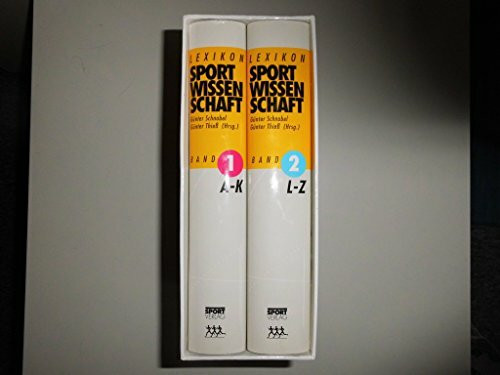 LEXIKON
SPORT
WISSEN
SCHAFT
Günter Schnabel
Günter Thieß (Hrsg.)
BAND 1
A-K
SPORT
VERLAG
LEXIKON
SPORT
WISSEN
SCHAFT
Günter Schnabel
Günter Thieß (Hrsg.)
BAND 2
L-Z
SPORT
VERLAG